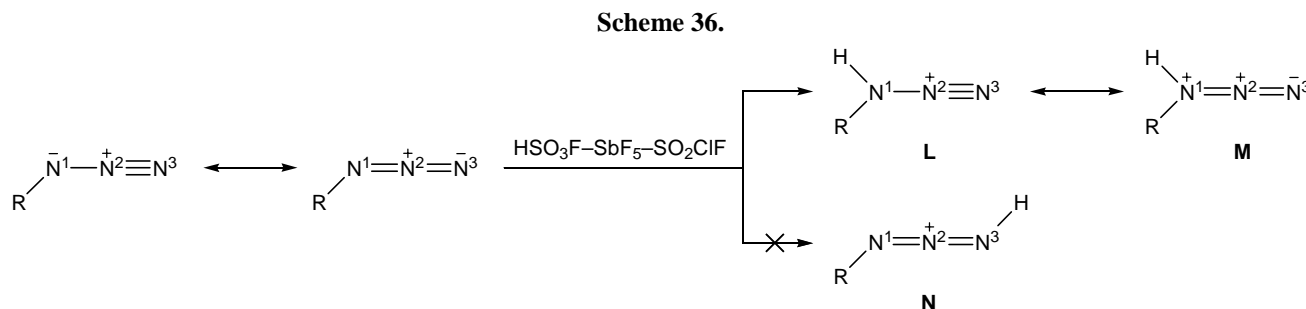 Scheme 36.
H
R N¹ N²⁺ N³
L
H
R N¹⁺ N²⁺ N³⁻
M
R N¹⁻ N²⁺ N³
R N¹ N²⁺ N³⁻
HSO₃F–SbF₅–SO₂ClF
H
R N¹ N²⁺ N³
N